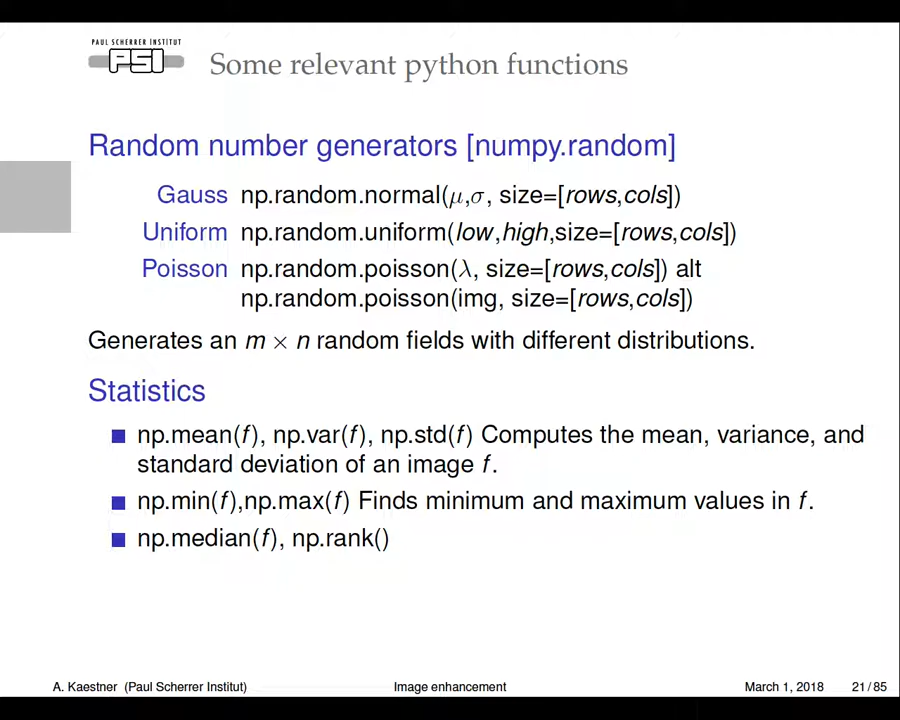 PAUL SCHERRER INSTITUT
PSI
Some relevant python functions
Random number generators [numpy.random]
Gauss np.random.normal(μ,σ, size=[rows,cols])
Uniform np.random.uniform(low,high,size=[rows,cols])
Poisson np.random.poisson(λ, size=[rows,cols]) alt
np.random.poisson(img, size=[rows,cols])
Generates an m × n random fields with different distributions.
Statistics
np.mean(f), np.var(f), np.std(f) Computes the mean, variance, and
standard deviation of an image f.
np.min(f),np.max(f) Finds minimum and maximum values in f.
np.median(f), np.rank()
A. Kaestner (Paul Scherrer Institut) Image enhancement March 1, 2018 21 / 85